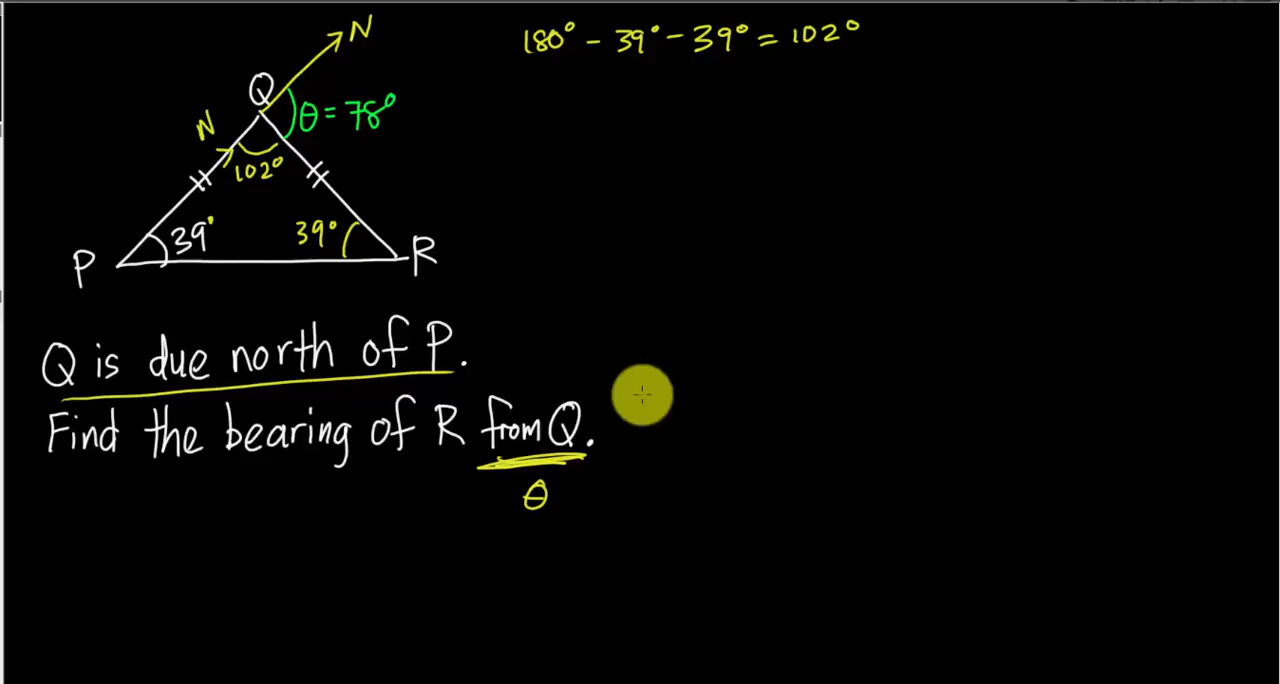 180° - 39° - 39° = 102°
N
Q
N
θ = 78°
102°
39°
39°
P
R
Q is due north of P.
Find the bearing of R from Q.
θ